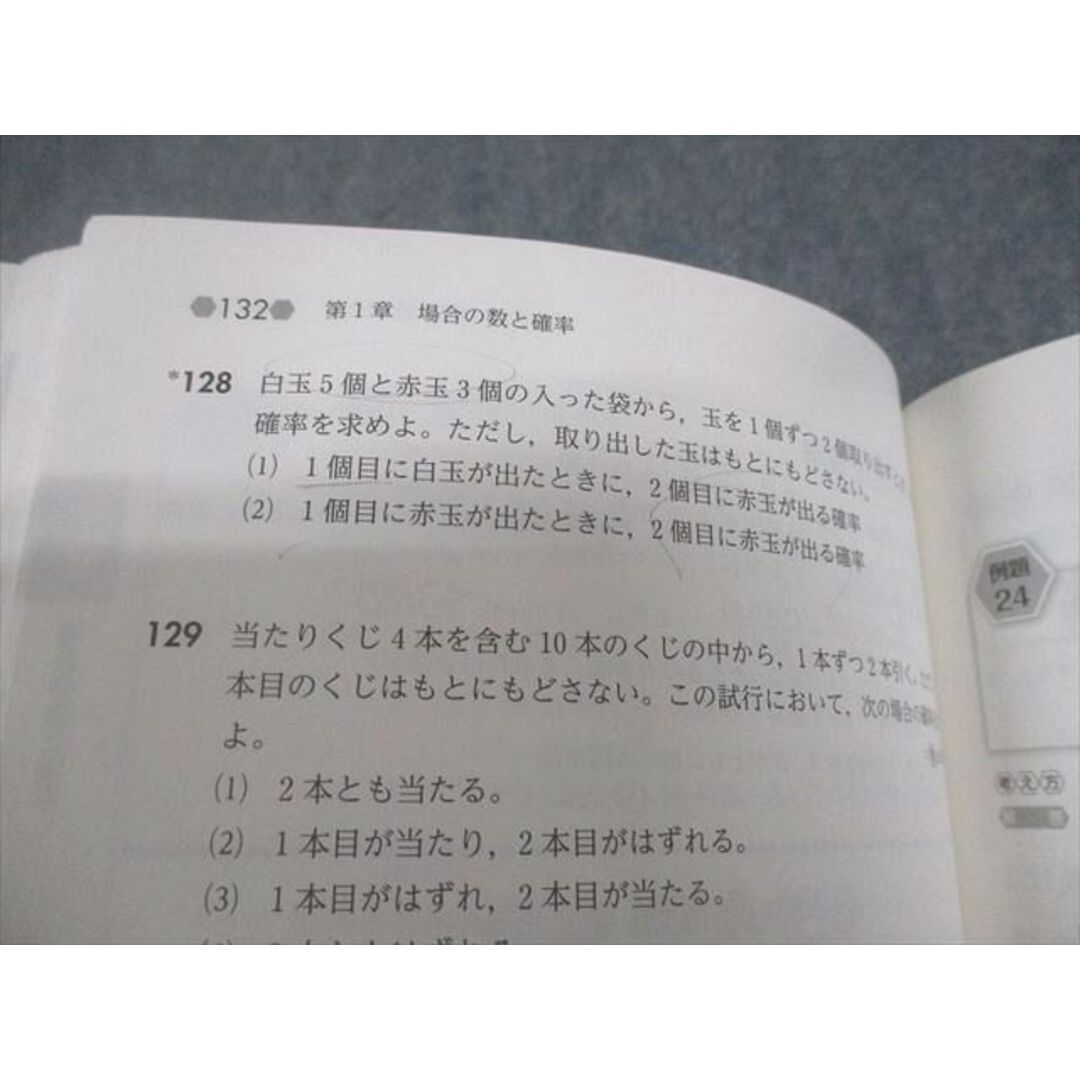 132 第1章 場合の数と確率
*128 白玉5個と赤玉3個の入った袋から，玉を1個ずつ2個取り出す
確率を求めよ。ただし，取り出した玉はもとにもどさない。
(1) 1個目に白玉が出たときに，2個目に赤玉が出る確率
(2) 1個目に赤玉が出たときに，2個目に赤玉が出る確率
129 当たりくじ4本を含む10本のくじの中から，1本ずつ2本引く。
本目のくじはもとにもどさない。この試行において，次の場合の
よ。
(1) 2本とも当たる。
(2) 1本目が当たり，2本目がはずれる。
(3) 1本目がはずれ，2本目が当たる。
例題
24
考え方